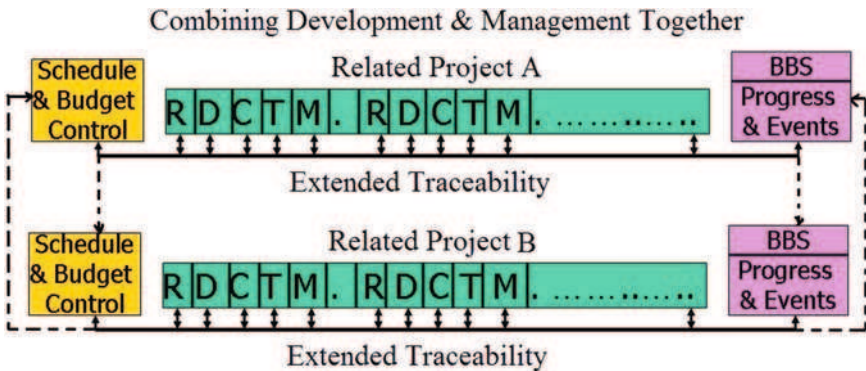 Combining Development & Management Together
Schedule
& Budget
Control
Related Project A
R D C T M . R D C T M . ... ...... .. ..... ..
BBS
Progress
& Events
Extended Traceability
Schedule
& Budget
Control
Related Project B
R D C T M . R D C T M . ... ...... .. ..... ..
BBS
Progress
& Events
Extended Traceability